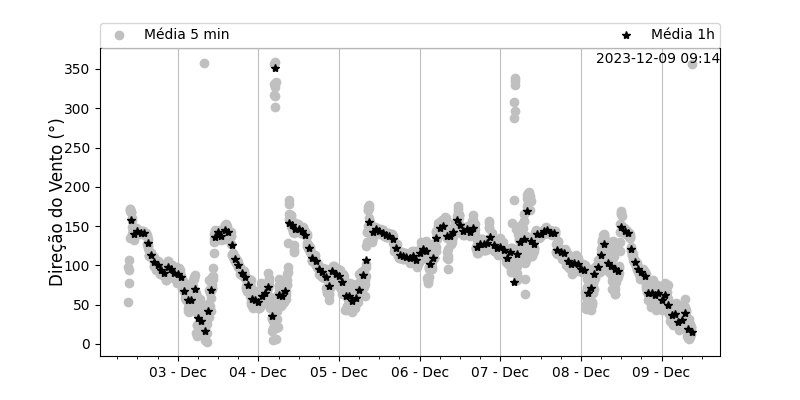 Média 5 min
Média 1h
2023-12-09 09:14
Direção do Vento (°)
350
300
250
200
150
100
50
0
03 - Dec
04 - Dec
05 - Dec
06 - Dec
07 - Dec
08 - Dec
09 - Dec